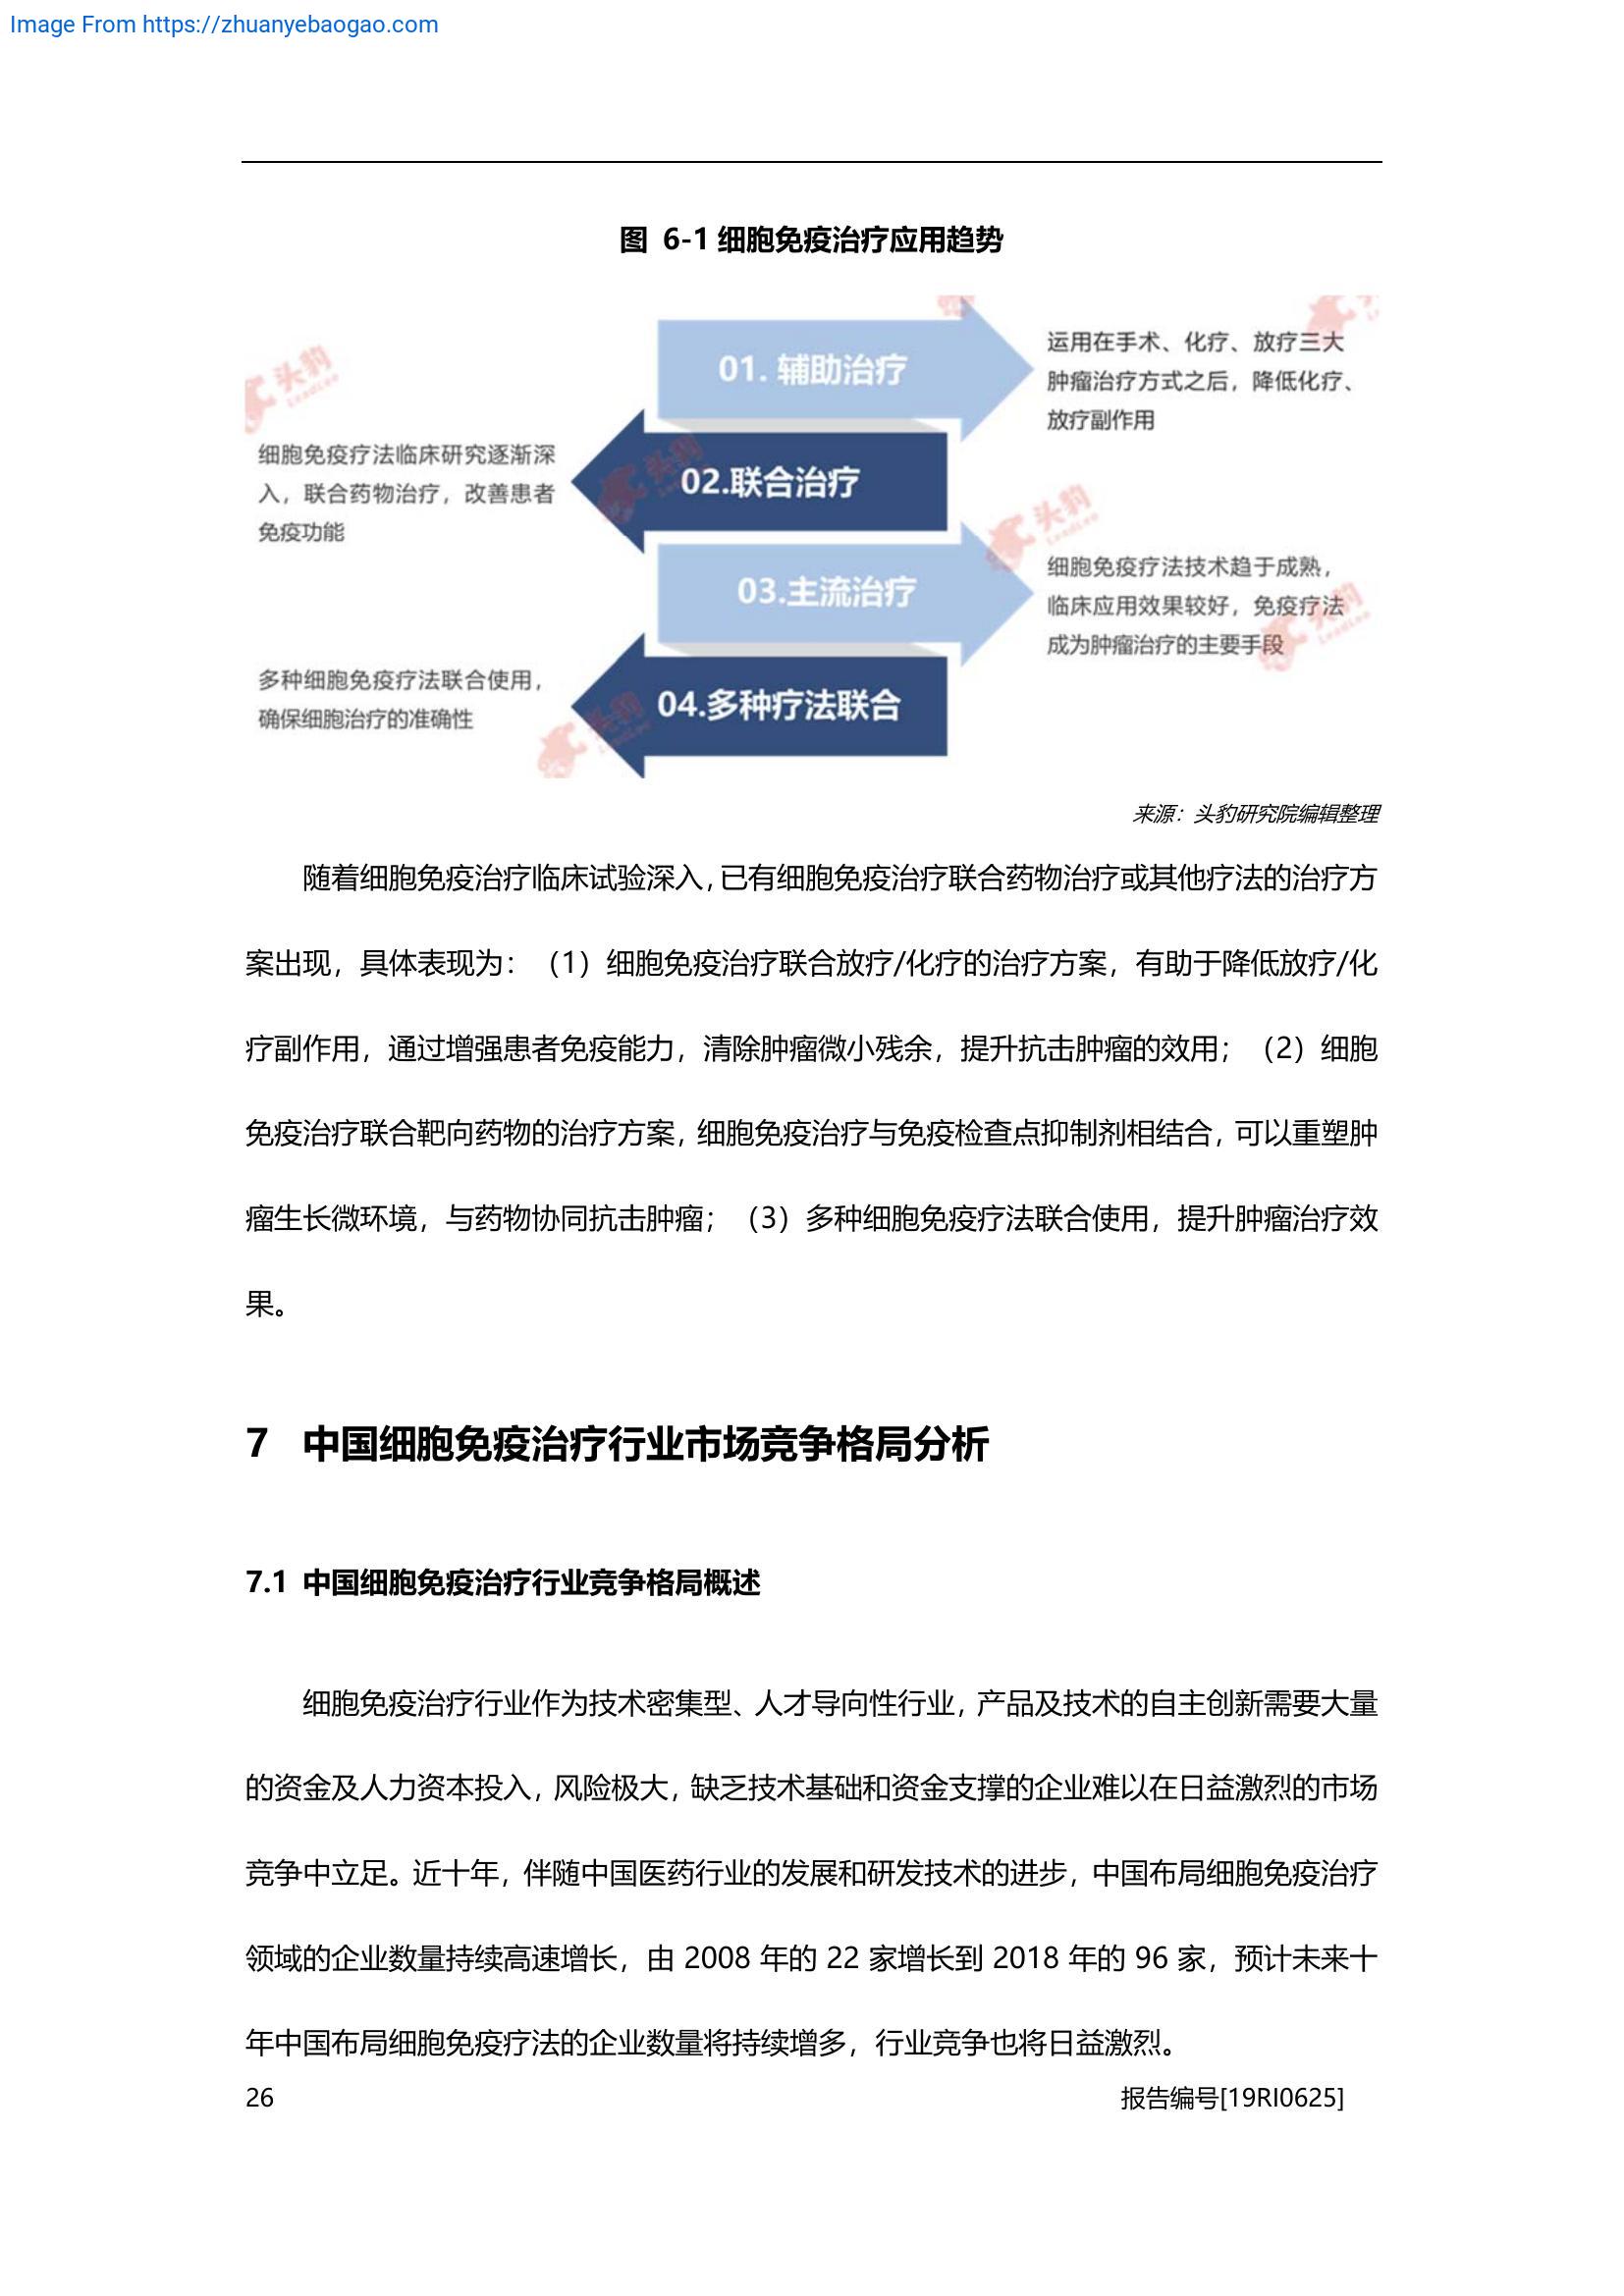 Image From https://zhuanyebaogao.com
图 6-1 细胞免疫治疗应用趋势
01. 辅助治疗
运用在手术、化疗、放疗三大
肿瘤治疗方式之后，降低化疗、
放疗副作用
02.联合治疗
细胞免疫疗法临床研究逐渐深
入，联合药物治疗，改善患者
免疫功能
03.主流治疗
细胞免疫疗法技术趋于成熟，
临床应用效果较好，免疫疗法
成为肿瘤治疗的主要手段
04.多种疗法联合
多种细胞免疫疗法联合使用，
确保细胞治疗的准确性
头豹
LeadLeo
头豹
LeadLeo
头豹
LeadLeo
头豹
LeadLeo
头豹
LeadLeo
来源：头豹研究院编辑整理
随着细胞免疫治疗临床试验深入，已有细胞免疫治疗联合药物治疗或其他疗法的治疗方
案出现，具体表现为：（1）细胞免疫治疗联合放疗/化疗的治疗方案，有助于降低放疗/化
疗副作用，通过增强患者免疫能力，清除肿瘤微小残余，提升抗击肿瘤的效用；（2）细胞
免疫治疗联合靶向药物的治疗方案，细胞免疫治疗与免疫检查点抑制剂相结合，可以重塑肿
瘤生长微环境，与药物协同抗击肿瘤；（3）多种细胞免疫疗法联合使用，提升肿瘤治疗效
果。
7 中国细胞免疫治疗行业市场竞争格局分析
7.1 中国细胞免疫治疗行业竞争格局概述
细胞免疫治疗行业作为技术密集型、人才导向性行业，产品及技术的自主创新需要大量
的资金及人力资本投入，风险极大，缺乏技术基础和资金支撑的企业难以在日益激烈的市场
竞争中立足。近十年，伴随中国医药行业的发展和研发技术的进步，中国布局细胞免疫治疗
领域的企业数量持续高速增长，由 2008 年的 22 家增长到 2018 年的 96 家，预计未来十
年中国布局细胞免疫疗法的企业数量将持续增多，行业竞争也将日益激烈。
26
报告编号[19RI0625]